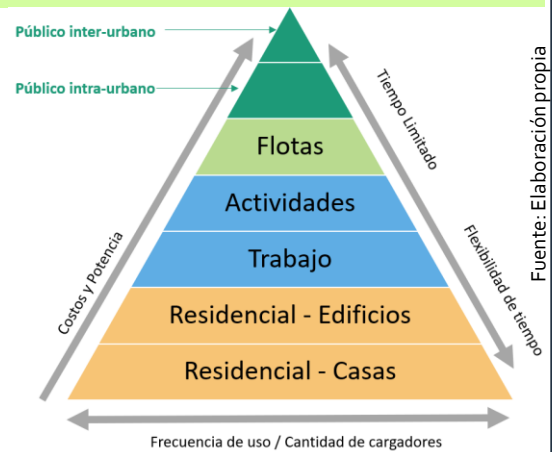 Público inter-urbano
Público intra-urbano
Flotas
Actividades
Trabajo
Residencial - Edificios
Residencial - Casas
Costos y Potencia
Tiempo Limitado
Flexibilidad de tiempo
Frecuencia de uso / Cantidad de cargadores
Fuente: Elaboración propia